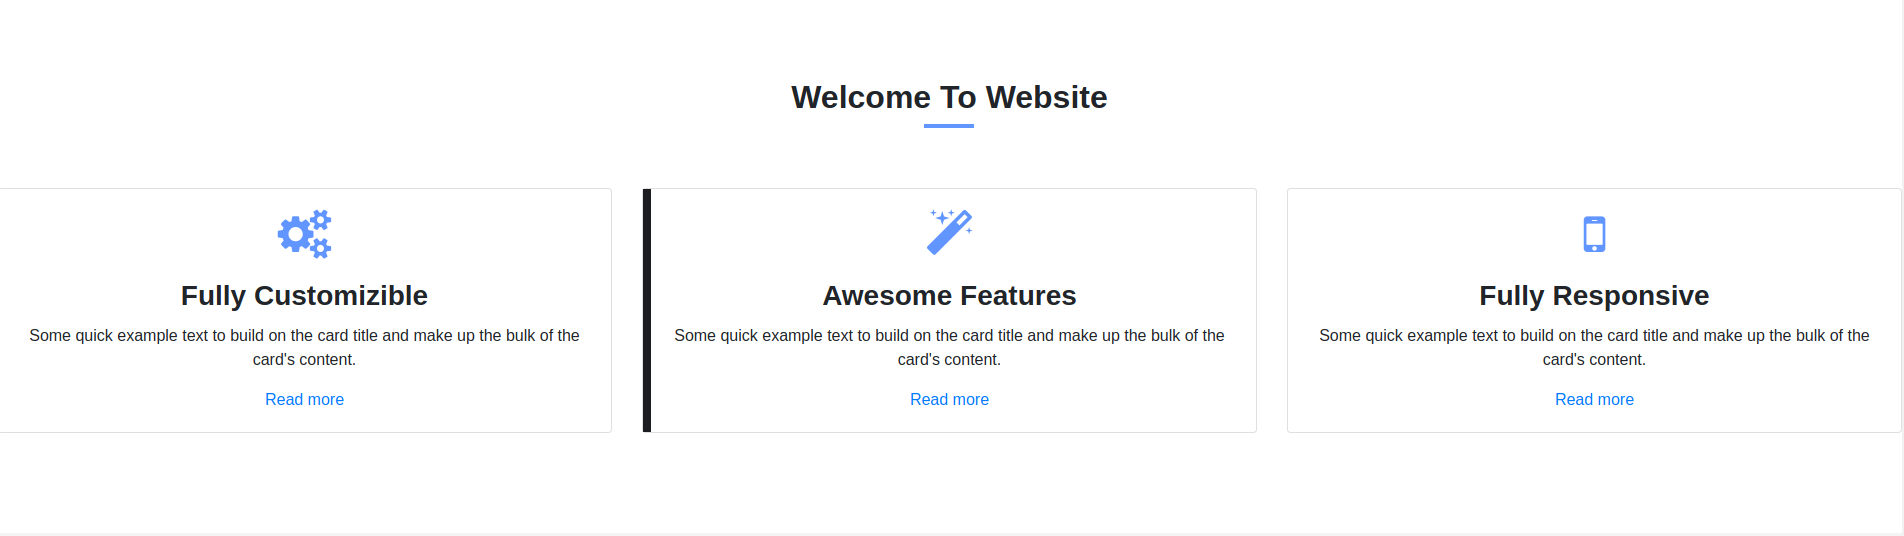 Welcome To Website
Fully Customizible
Some quick example text to build on the card title and make up the bulk of the
card's content.
Read more
Awesome Features
Some quick example text to build on the card title and make up the bulk of the
card's content.
Read more
Fully Responsive
Some quick example text to build on the card title and make up the bulk of the
card's content.
Read more